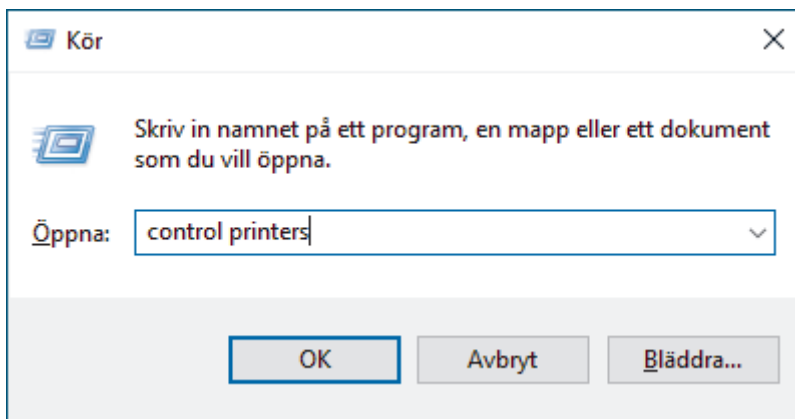 Kör
Skriv in namnet på ett program, en mapp eller ett dokument
som du vill öppna.
Öppna: control printers
OK Avbryt Bläddra...